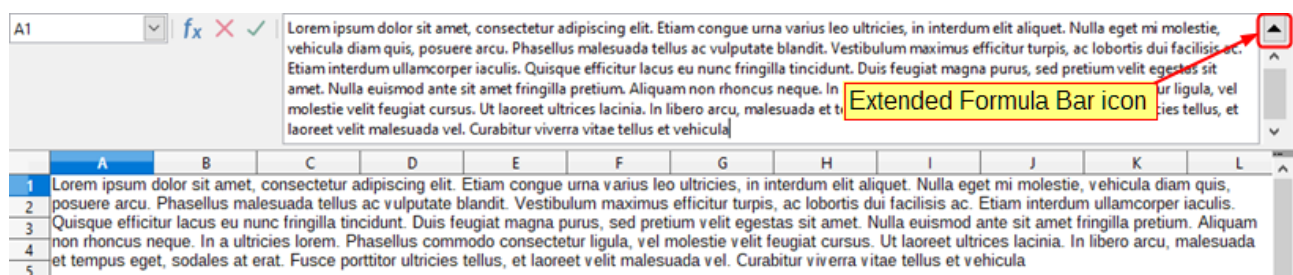 A1
fx
Lorem ipsum dolor sit amet, consectetur adipiscing elit. Etiam congue urna varius leo ultricies, in interdum elit aliquet. Nulla eget mi molestie,
vehicula diam quis, posuere arcu. Phasellus malesuada tellus ac vulputate blandit. Vestibulum maximus efficitur turpis, ac lobortis dui facilisis ac.
Etiam interdum ullamcorper iaculis. Quisque efficitur lacus eu nunc fringilla tincidunt. Duis feugiat magna purus, sed pretium velit egestas sit
amet. Nulla euismod ante sit amet fringilla pretium. Aliquam non rhoncus neque. In ur ligula, vel
molestie velit feugiat cursus. Ut laoreet ultrices lacinia. In libero arcu, malesuada et cies tellus, et
laoreet velit malesuada vel. Curabitur viverra vitae tellus et vehicula
Extended Formula Bar icon
A B C D E F G H I J K L
1 Lorem ipsum dolor sit amet, consectetur adipiscing elit. Etiam congue urna varius leo ultricies, in interdum elit aliquet. Nulla eget mi molestie, vehicula diam quis,
2 posuere arcu. Phasellus malesuada tellus ac vulputate blandit. Vestibulum maximus efficitur turpis, ac lobortis dui facilisis ac. Etiam interdum ullamcorper iaculis.
3 Quisque efficitur lacus eu nunc fringilla tincidunt. Duis feugiat magna purus, sed pretium velit egestas sit amet. Nulla euismod ante sit amet fringilla pretium. Aliquam
4 non rhoncus neque. In a ultricies lorem. Phasellus commodo consectetur ligula, vel molestie velit feugiat cursus. Ut laoreet ultrices lacinia. In libero arcu, malesuada
5 et tempus eget, sodales at erat. Fusce porttitor ultricies tellus, et laoreet velit malesuada vel. Curabitur viverra vitae tellus et vehicula